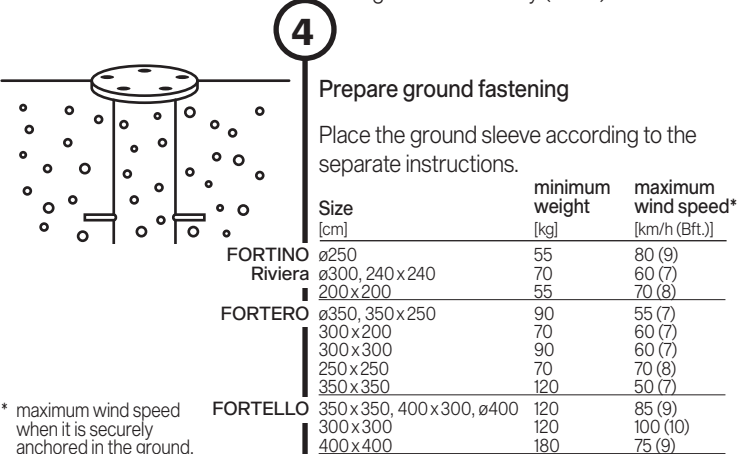 4
Prepare ground fastening
Place the ground sleeve according to the
separate instructions.
Size [cm] minimum weight [kg] maximum wind speed* [km/h (Bft.)]
FORTINO ø250 55 80 (9)
Riviera ø300, 240 x 240 70 60 (7)
200 x 200 55 70 (8)
FORTERO ø350, 350 x 250 90 55 (7)
300 x 200 70 60 (7)
300 x 300 90 60 (7)
250 x 250 70 70 (8)
350 x 350 120 50 (7)
FORTELLO 350 x 350, 400 x 300, ø400 120 85 (9)
300 x 300 120 100 (10)
400 x 400 180 75 (9)
* maximum wind speed
when it is securely
anchored in the ground.